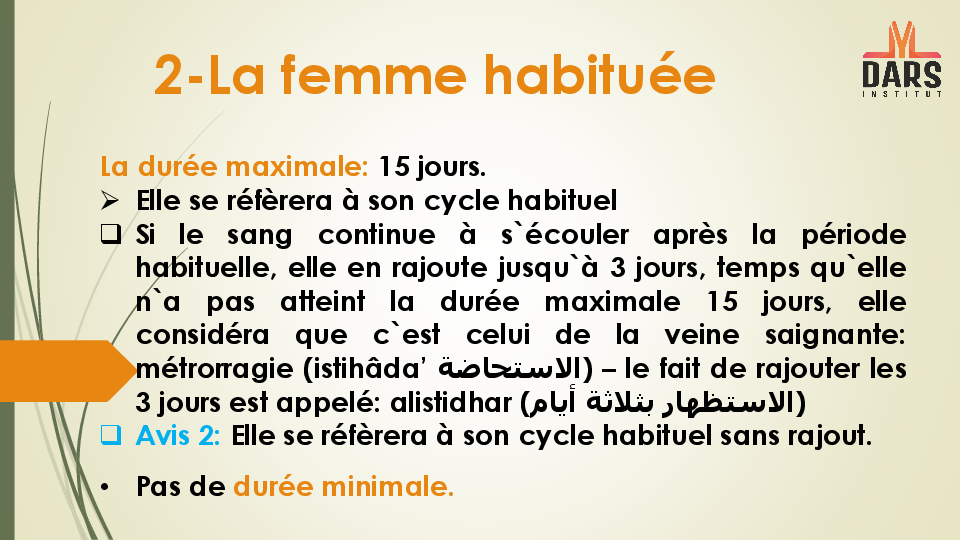 2-La femme habituée
DARS
INSTITUT
La durée maximale: 15 jours.
➢ Elle se réfèrera à son cycle habituel
❑ Si le sang continue à s`écouler après la période
habituelle, elle en rajoute jusqu`à 3 jours, temps qu`elle
n`a pas atteint la durée maximale 15 jours, elle
considéra que c`est celui de la veine saignante:
métrorragie (istihâda’ الاستحاضة) – le fait de rajouter les
3 jours est appelé: alistidhar (الاستظهار بثلاثة أيام)
❑ Avis 2: Elle se réfèrera à son cycle habituel sans rajout.
• Pas de durée minimale.